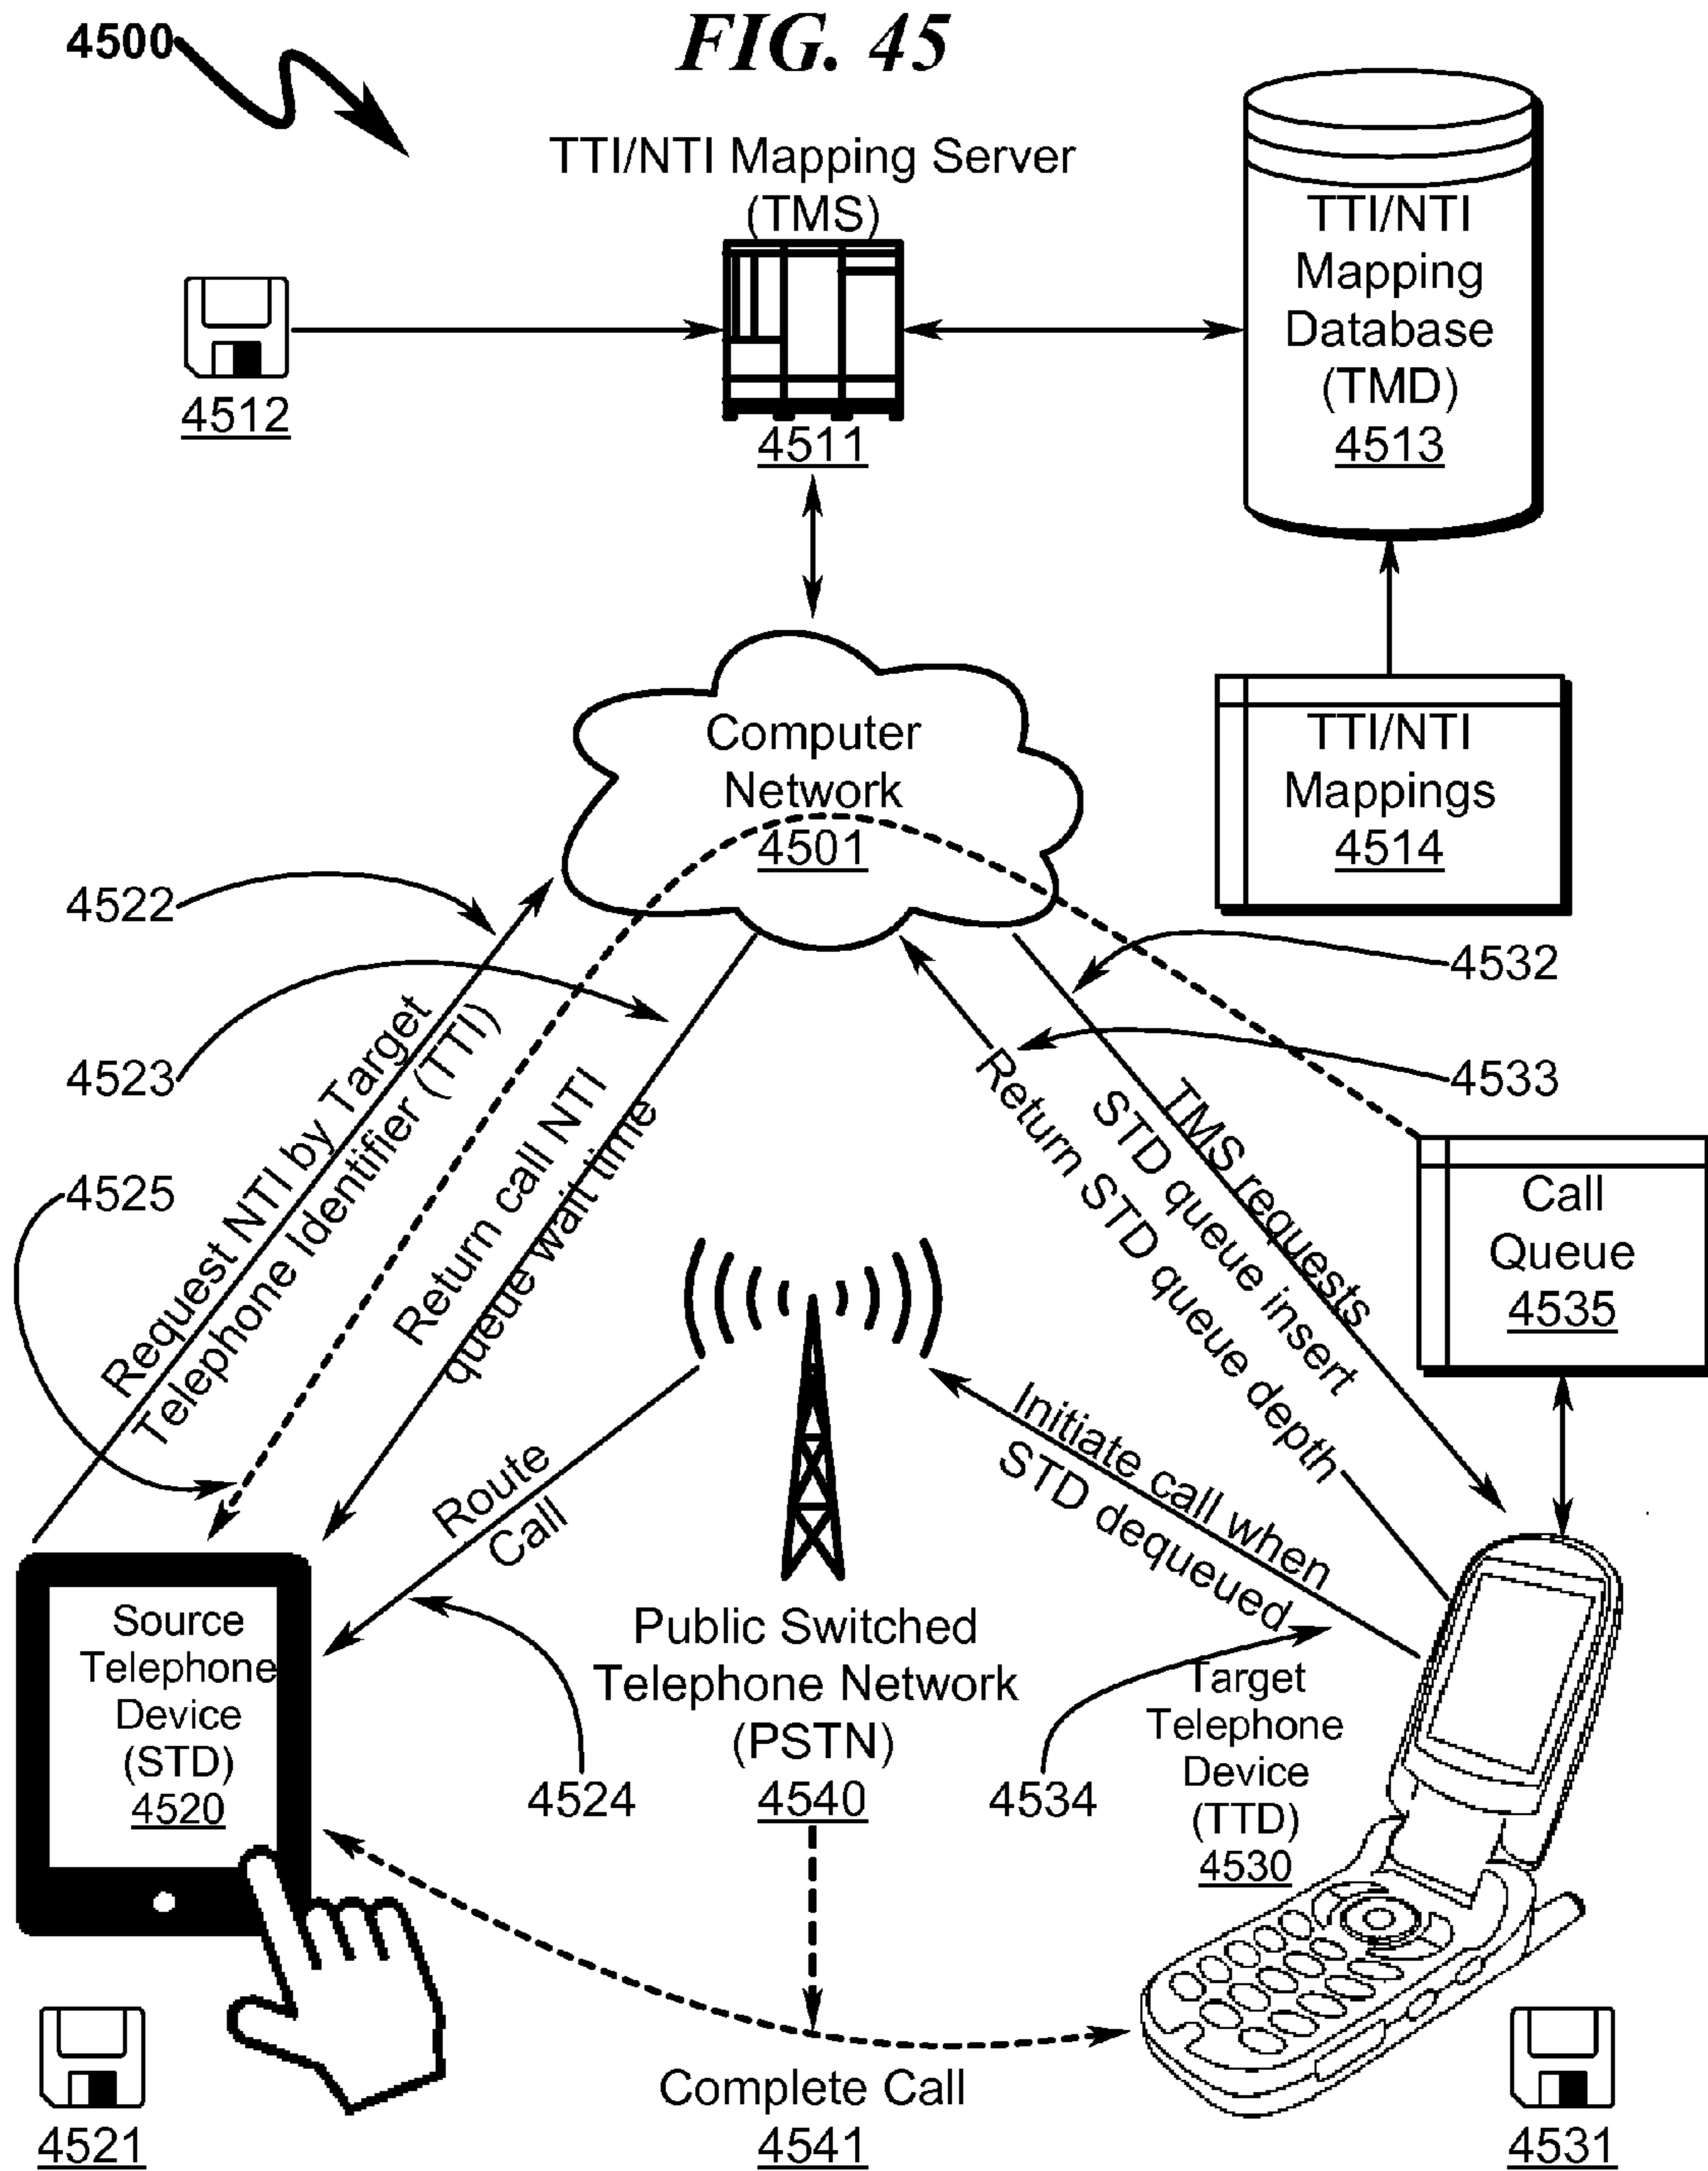 FIG. 45
4500
TTI/NTI Mapping Server
(TMS)
4511
4512
TTI/NTI
Mapping
Database
(TMD)
4513
TTI/NTI
Mappings
4514
Computer
Network
4501
4522
4523
4525
4532
4533
Request NTI by Target
Telephone Identifier (TTI)
Return call NTI
queue wait time
TMS requests
STD queue insert
Return STD queue depth
Call
Queue
4535
Route
Call
Initiate call when
STD dequeued
Source
Telephone
Device
(STD)
4520
Public Switched
Telephone Network
(PSTN)
4540
4524
4534
Target
Telephone
Device
(TTD)
4530
Complete Call
4541
4521
4531